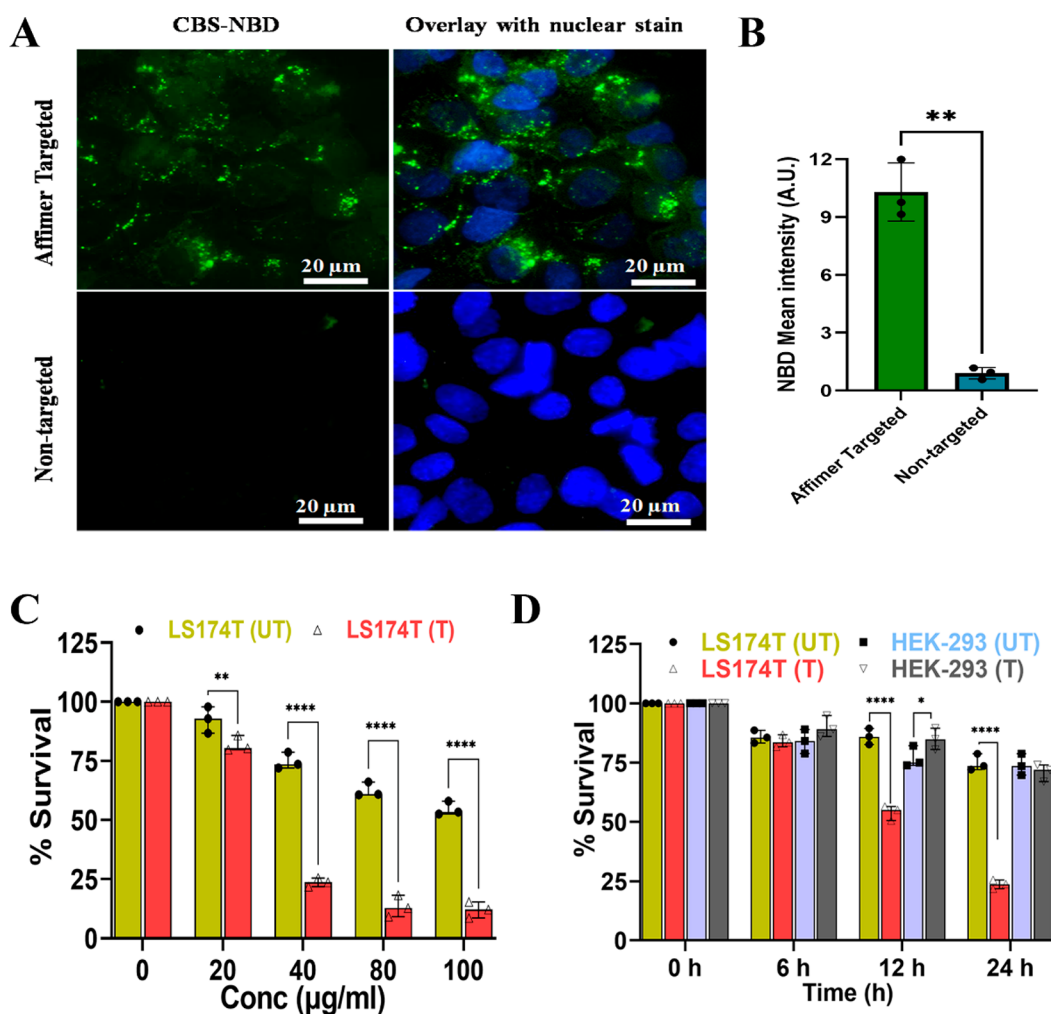 A
CBS-NBD
Overlay with nuclear stain
Affimer Targeted
20 µm
20 µm
Non-targeted
20 µm
20 µm
B
**
NBD Mean intensity (A.U.)
12
9
6
3
0
Affimer Targeted
Non-targeted
C
LS174T (UT)
LS174T (T)
% Survival
125
100
75
50
25
0
**
****
****
****
0
20
40
80
100
Conc (µg/ml)
D
LS174T (UT)
HEK-293 (UT)
LS174T (T)
HEK-293 (T)
% Survival
125
100
75
50
25
0
****
*
****
0 h
6 h
12 h
24 h
Time (h)